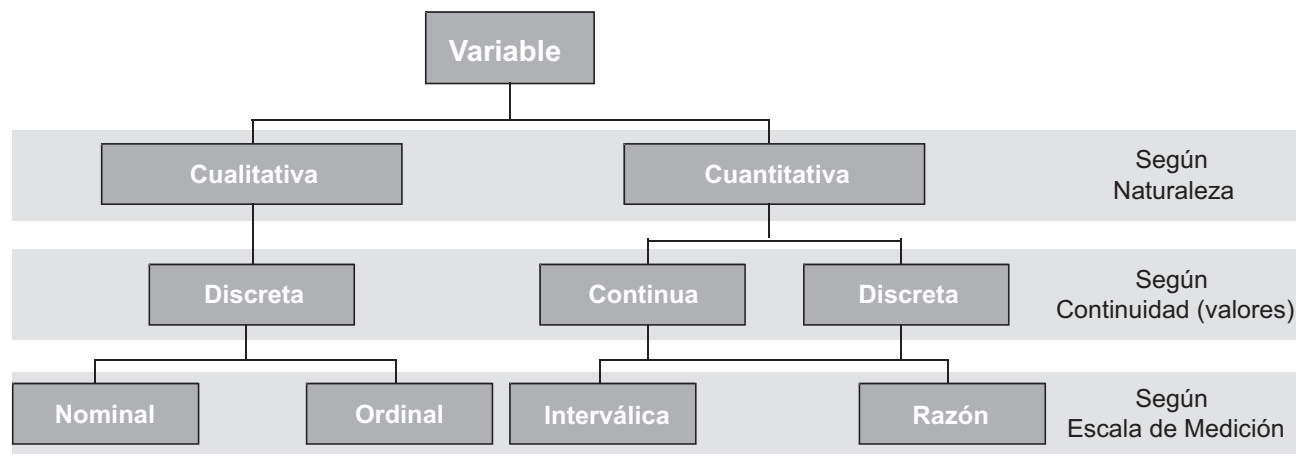 Variable
Cualitativa
Cuantitativa
Según
Naturaleza
Discreta
Continua
Discreta
Según
Continuidad (valores)
Nominal
Ordinal
Interválica
Razón
Según
Escala de Medición